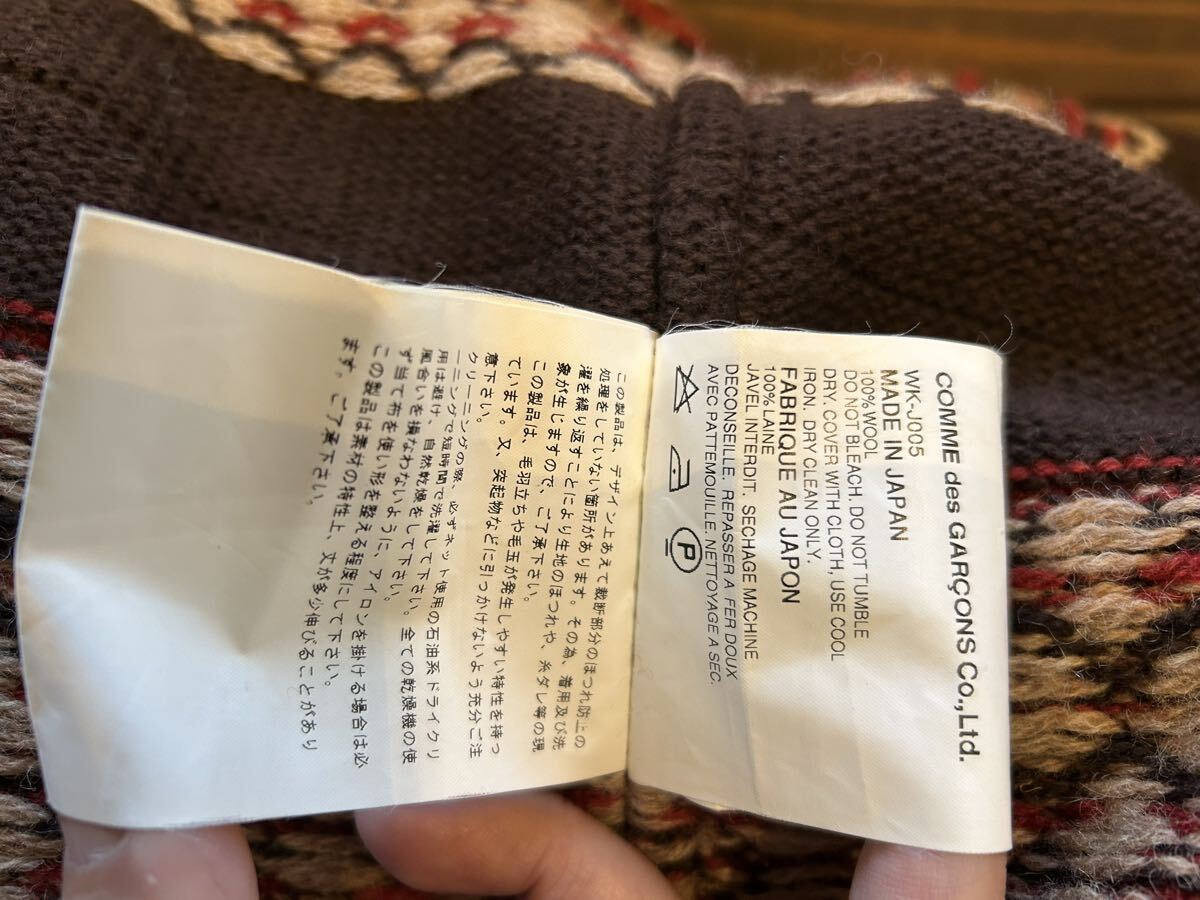 COMME des GARÇONS Co.,Ltd.
WK-J005
MADE IN JAPAN
100% WOOL
DO NOT BLEACH. DO NOT TUMBLE
DRY. COVER WITH CLOTH, USE COOL
IRON. DRY CLEAN ONLY.
FABRIQUE AU JAPON
100% LAINE
JAVEL INTERDIT. SECHAGE MACHINE
DECONSEILLE. REPASSER A FER DOUX
AVEC PATTEMOUILLE. NETTOYAGE A SEC.
P
この製品は、デザイン上あえて裁断部分のほつれ防止の
処理をしていない箇所があります。その為、着用及び洗
濯を繰り返すことにより生地のほつれや、糸ダレ等の現
象が生じますので、ご了承下さい。
この製品は、毛羽立ちや毛玉が発生しやすい特性を持っ
ています。又、突起物などに引っかけないよう充分ご注
意下さい。
クリーニングの際、必ずネット使用の石油系ドライクリ
ーニングで短時間で洗濯して下さい。全ての乾燥機の使
用は避け、自然乾燥をして下さい。
風合いを損なわないように、アイロンを掛ける場合は必
ず当て布を使い形を整える程度にして下さい。
この製品は素材の特性上、丈が多少伸びることがあり
ます。ご了承下さい。